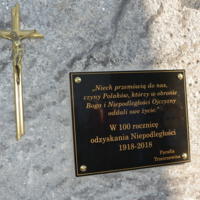 „Niech przemówią do nas,
czyny Polaków, którzy w obronie
Boga i Niepodległości Ojczyzny
oddali swe życie."
W 100 rocznicę
odzyskania Niepodległości
1918-2018
Parafia